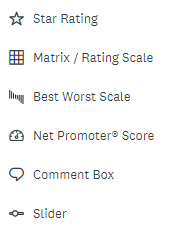 Star Rating
Matrix / Rating Scale
Best Worst Scale
Net Promoter® Score
Comment Box
Slider